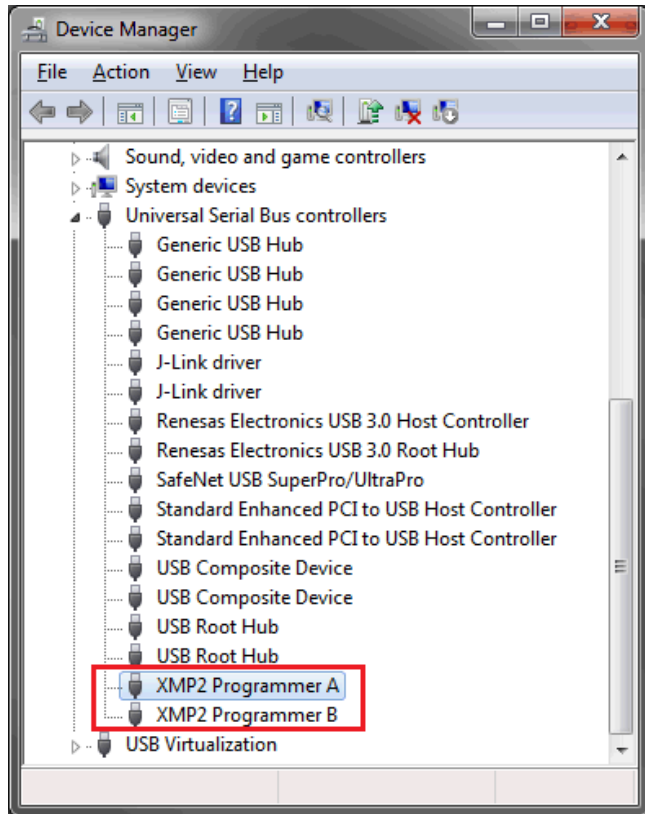 Device Manager
File Action View Help
Sound, video and game controllers
System devices
Universal Serial Bus controllers
Generic USB Hub
Generic USB Hub
Generic USB Hub
Generic USB Hub
J-Link driver
J-Link driver
Renesas Electronics USB 3.0 Host Controller
Renesas Electronics USB 3.0 Root Hub
SafeNet USB SuperPro/UltraPro
Standard Enhanced PCI to USB Host Controller
Standard Enhanced PCI to USB Host Controller
USB Composite Device
USB Composite Device
USB Root Hub
USB Root Hub
XMP2 Programmer A
XMP2 Programmer B
USB Virtualization